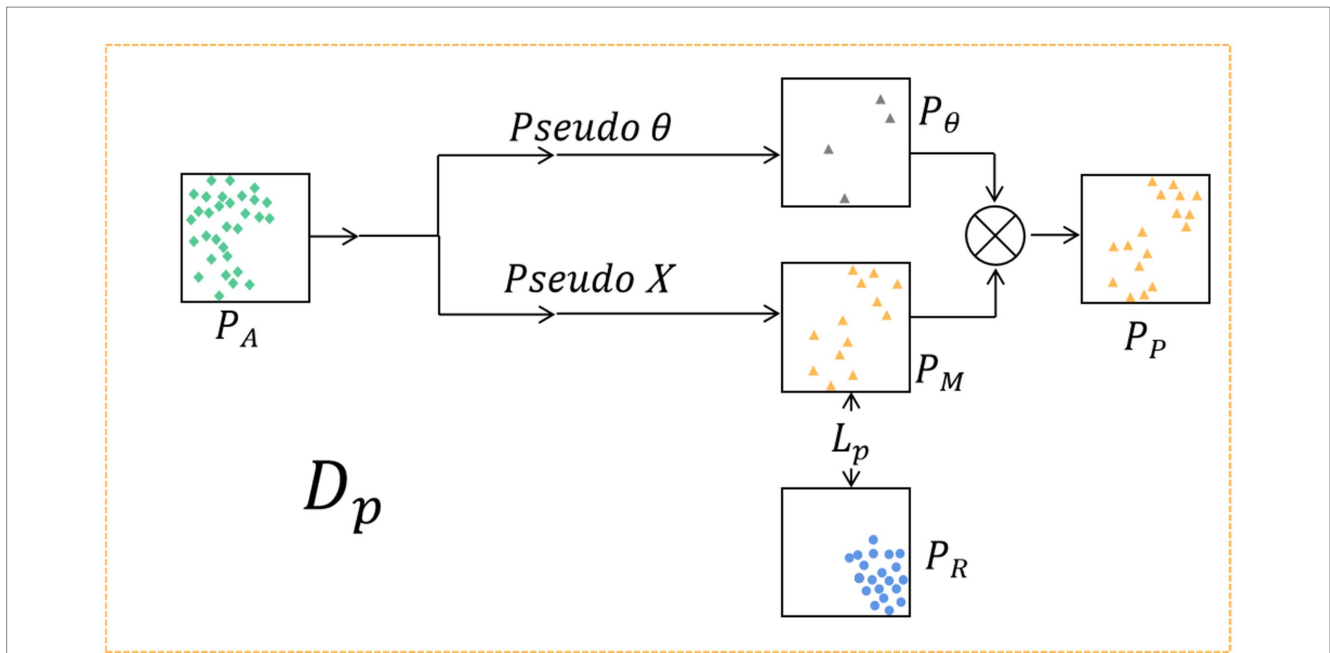 Pseudo θ
P_θ
P_A
Pseudo X
P_M
P_P
L_p
D_p
P_R